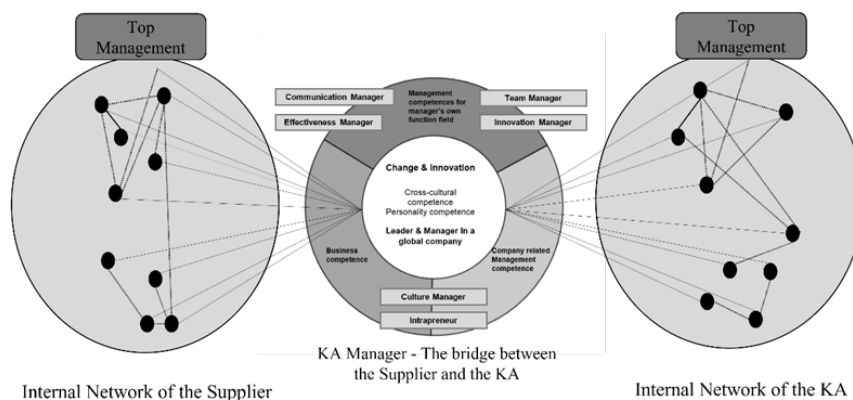 Top
Management
Top
Management
Communication Manager
Effectiveness Manager
Management
competences for
manager's own
function field
Team Manager
Innovation Manager
Change & Innovation
Cross-cultural
competence
Personality competence
Leader & Manager In a
global company
Business
competence
Company related
Management
competence
Culture Manager
Intrapreneur
KA Manager - The bridge between
the Supplier and the KA
Internal Network of the Supplier
Internal Network of the KA